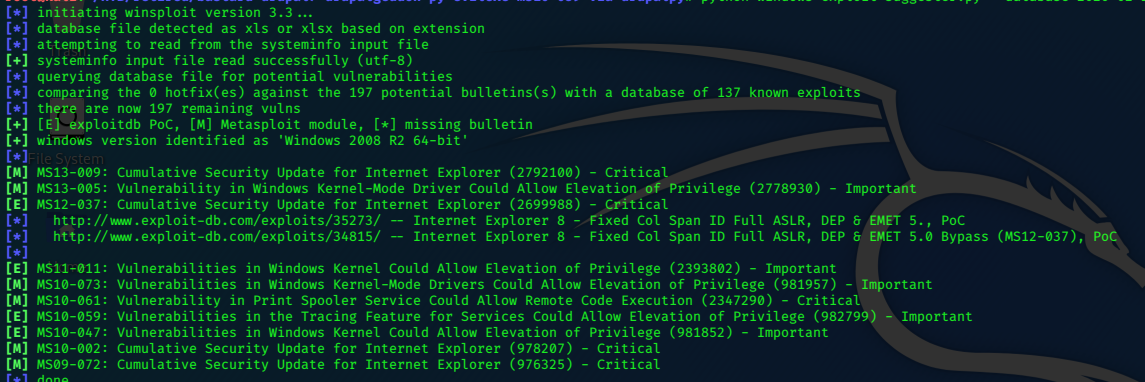 [*] initiating winsploit version 3.3...
[*] database file detected as xls or xlsx based on extension
[*] attempting to read from the systeminfo input file
[+] systeminfo input file read successfully (utf-8)
[*] querying database file for potential vulnerabilities
[*] comparing the 0 hotfix(es) against the 197 potential bulletins(s) with a database of 137 known exploits
[*] there are now 197 remaining vulns
[+] [E] exploitdb PoC, [M] Metasploit module, [*] missing bulletin
[+] windows version identified as 'Windows 2008 R2 64-bit'
[*]
File System
[M] MS13-009: Cumulative Security Update for Internet Explorer (2792100) - Critical
[M] MS13-005: Vulnerability in Windows Kernel-Mode Driver Could Allow Elevation of Privilege (2778930) - Important
[E] MS12-037: Cumulative Security Update for Internet Explorer (2699988) - Critical
[*]   http://www.exploit-db.com/exploits/35273/ -- Internet Explorer 8 - Fixed Col Span ID Full ASLR, DEP & EMET 5., PoC
[*]   http://www.exploit-db.com/exploits/34815/ -- Internet Explorer 8 - Fixed Col Span ID Full ASLR, DEP & EMET 5.0 Bypass (MS12-037), PoC
[*]
[E] MS11-011: Vulnerabilities in Windows Kernel Could Allow Elevation of Privilege (2393802) - Important
[M] MS10-073: Vulnerabilities in Windows Kernel-Mode Drivers Could Allow Elevation of Privilege (981957) - Important
[M] MS10-061: Vulnerability in Print Spooler Service Could Allow Remote Code Execution (2347290) - Critical
[E] MS10-059: Vulnerabilities in the Tracing Feature for Services Could Allow Elevation of Privilege (982799) - Important
[E] MS10-047: Vulnerabilities in Windows Kernel Could Allow Elevation of Privilege (981852) - Important
[M] MS10-002: Cumulative Security Update for Internet Explorer (978207) - Critical
[M] MS09-072: Cumulative Security Update for Internet Explorer (976325) - Critical
[*] done